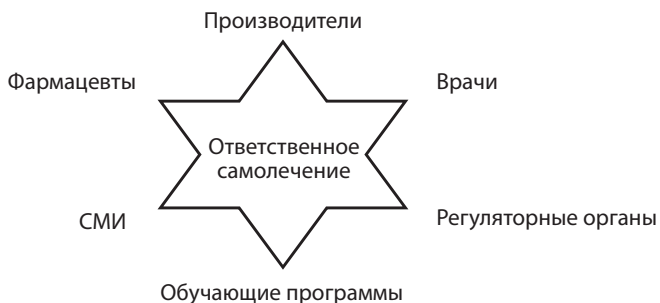 Производители
Фармацевты
Врачи
Ответственное
самолечение
СМИ
Регуляторные органы
Обучающие программы